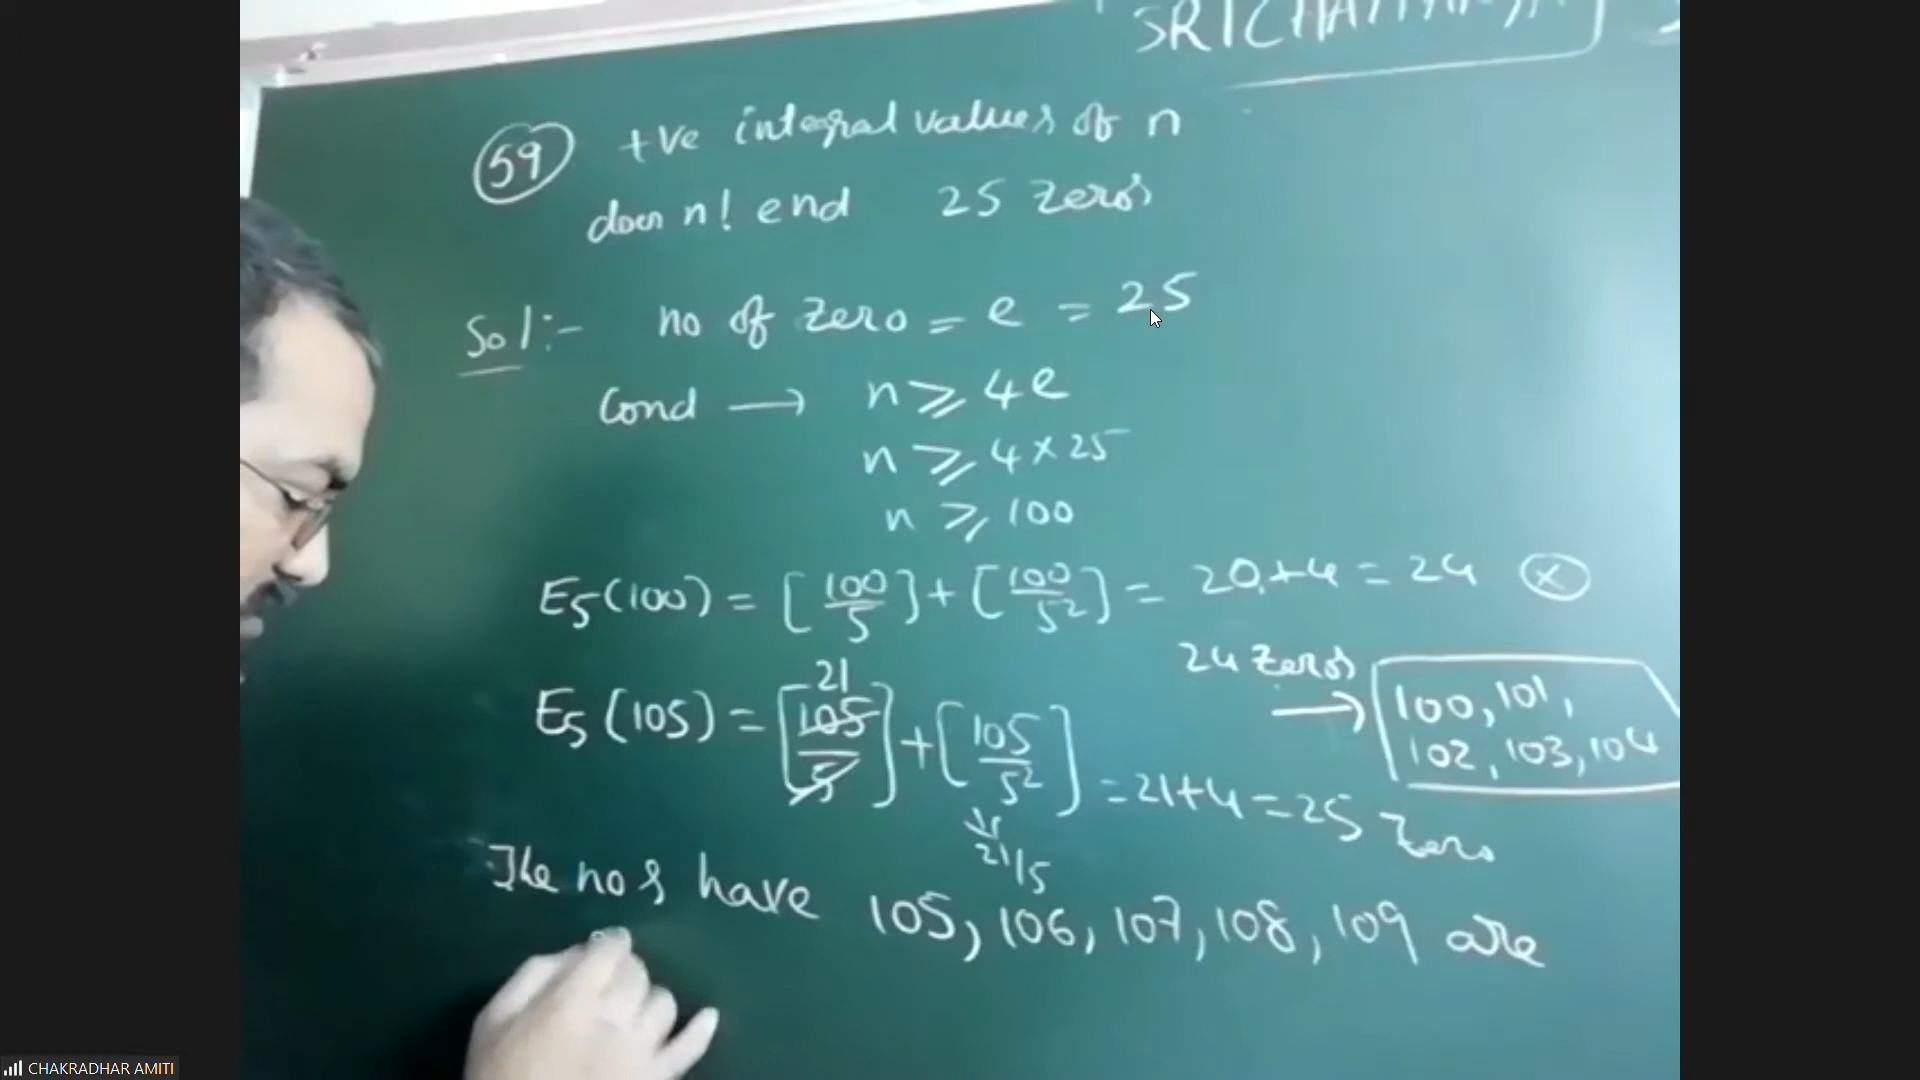 SRICHAITANYA
59 +ve integral values of n
does n! end 25 zeros
Sol:- no of zero = e = 25
Cond → n ≥ 4e
n ≥ 4 × 25
n ≥ 100
E5(100) = [100/5] + [100/5²] = 20+4 = 24 ⊗
24 zeros → 100, 101,
102, 103, 104
21
E5(105) = [105/5] + [105/5²] = 21+4 = 25 zero
21/5
The nos have 105, 106, 107, 108, 109 are
CHAKRADHAR AMITI